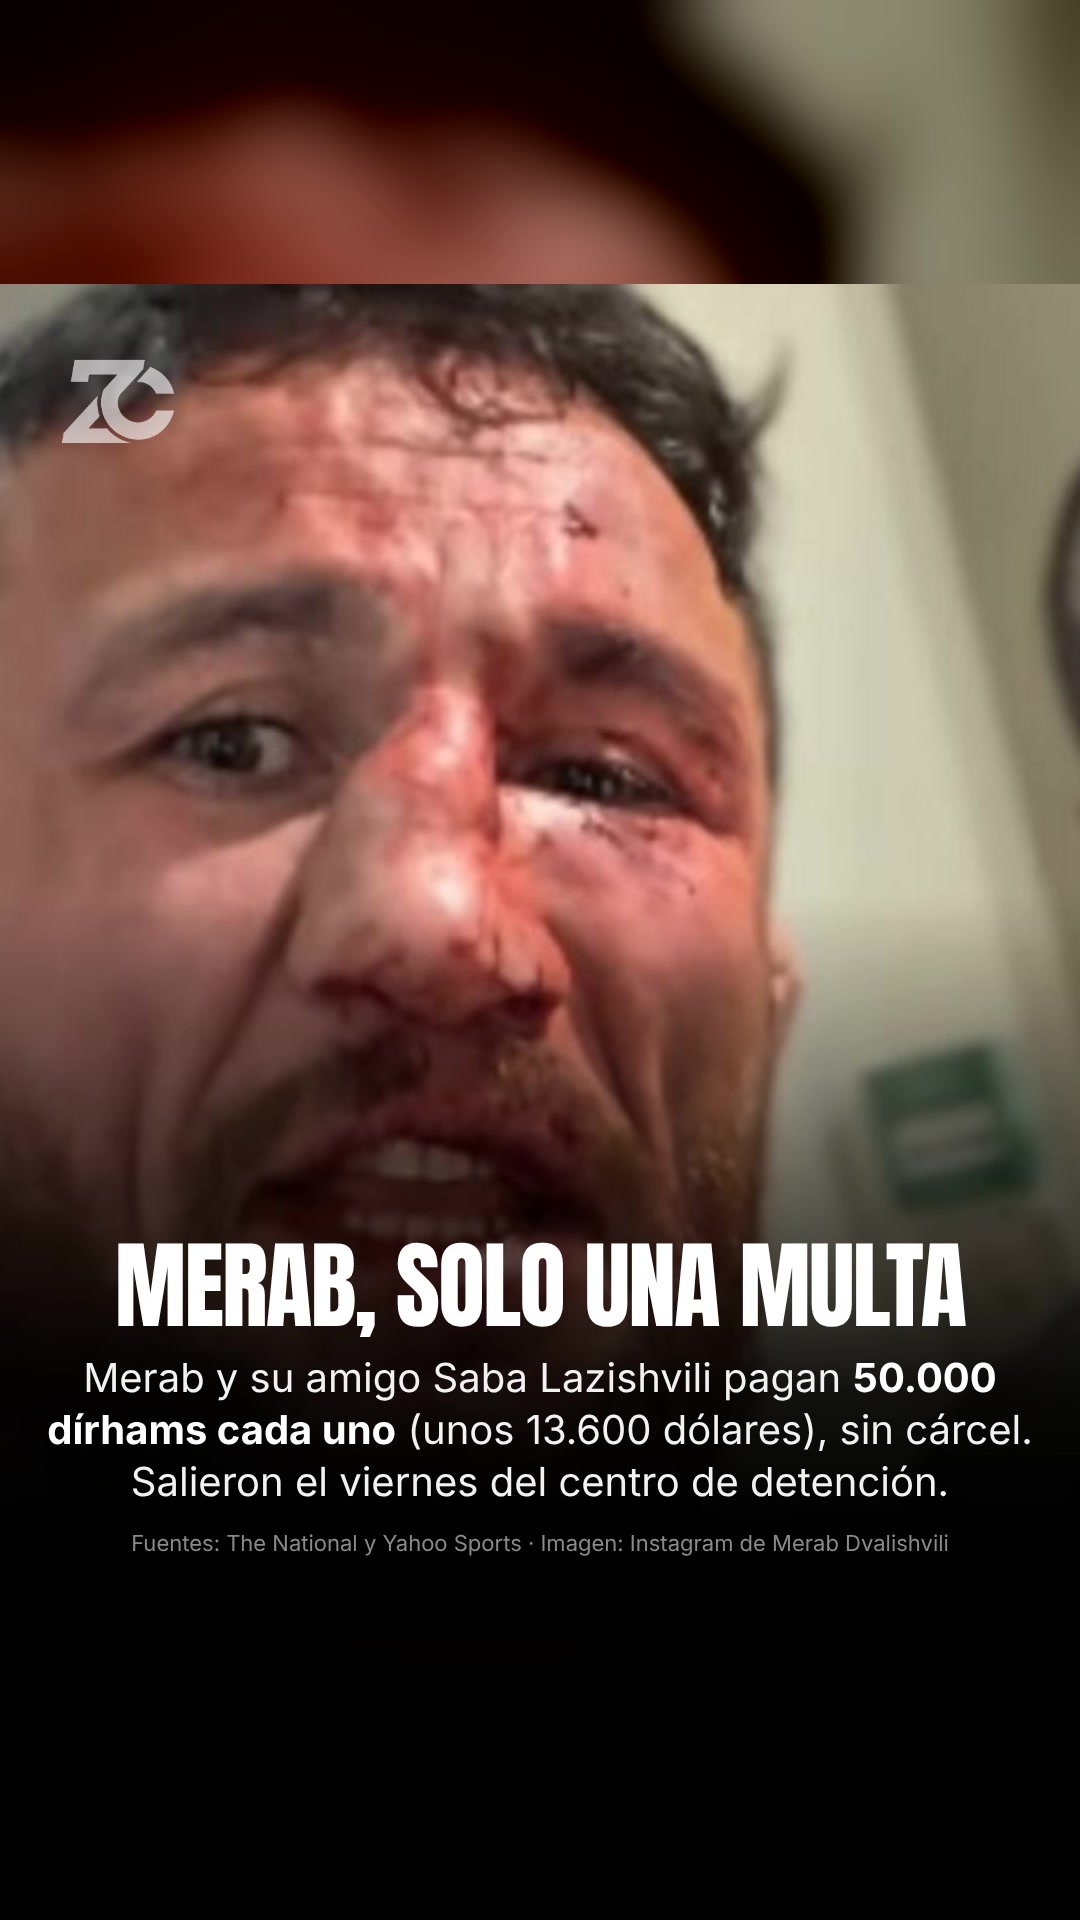 ZC
MERAB, SOLO UNA MULTA
Merab y su amigo Saba Lazishvili pagan 50.000
dírhams cada uno (unos 13.600 dólares), sin cárcel.
Salieron el viernes del centro de detención.
Fuentes: The National y Yahoo Sports · Imagen: Instagram de Merab Dvalishvili